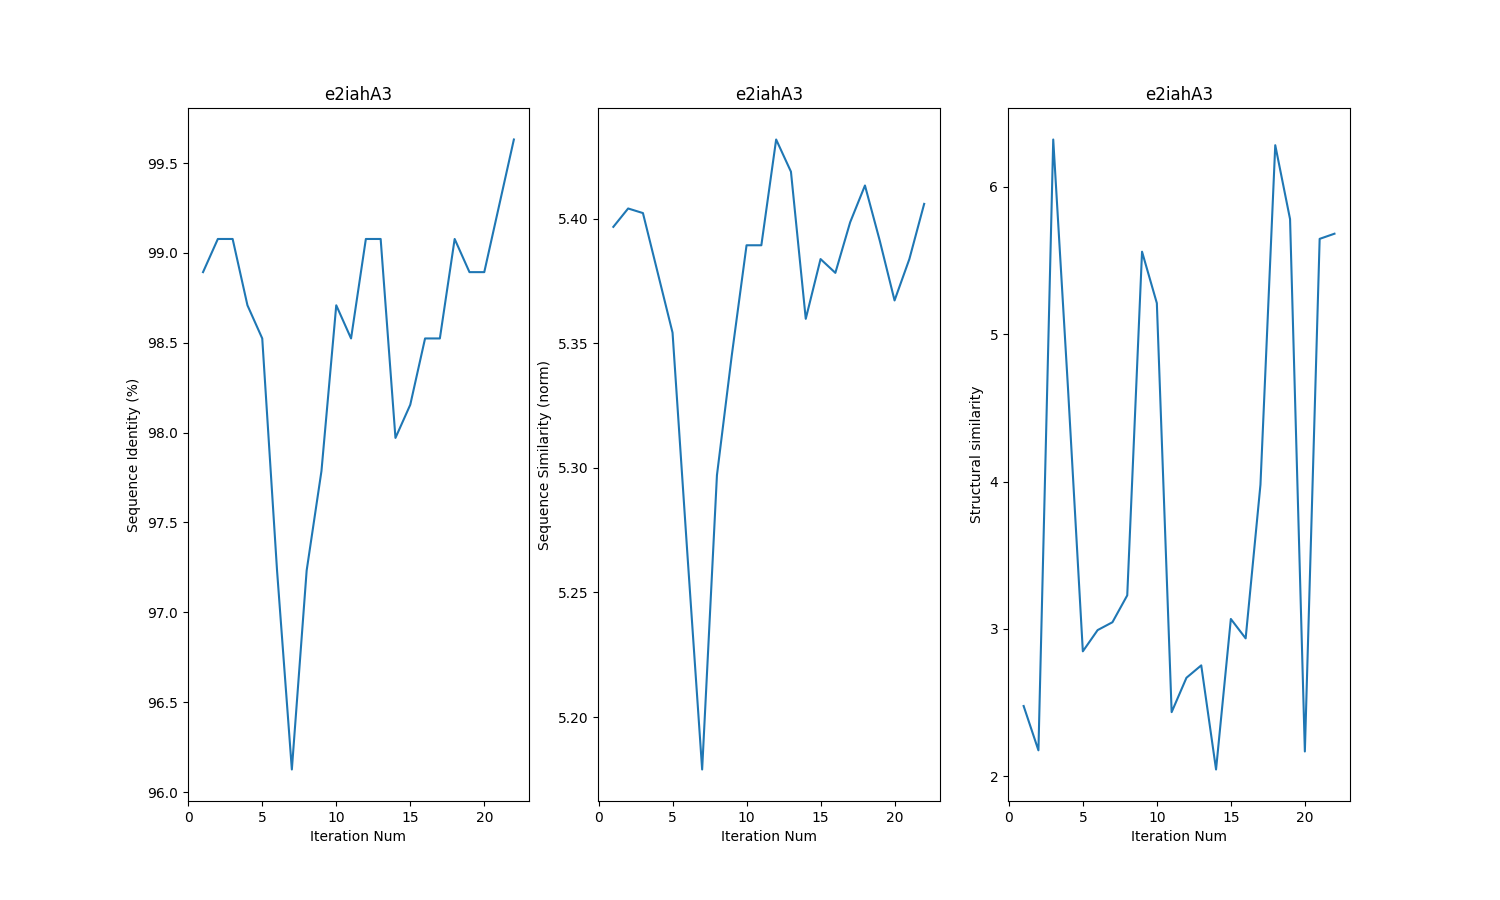 e2iahA3
99.5
99.0
98.5
98.0
97.5
97.0
96.5
96.0
Sequence Identity (%)
0 5 10 15 20
Iteration Num
e2iahA3
5.40
5.35
5.30
5.25
5.20
Sequence Similarity (norm)
0 5 10 15 20
Iteration Num
e2iahA3
6
5
4
3
2
Structural similarity
0 5 10 15 20
Iteration Num